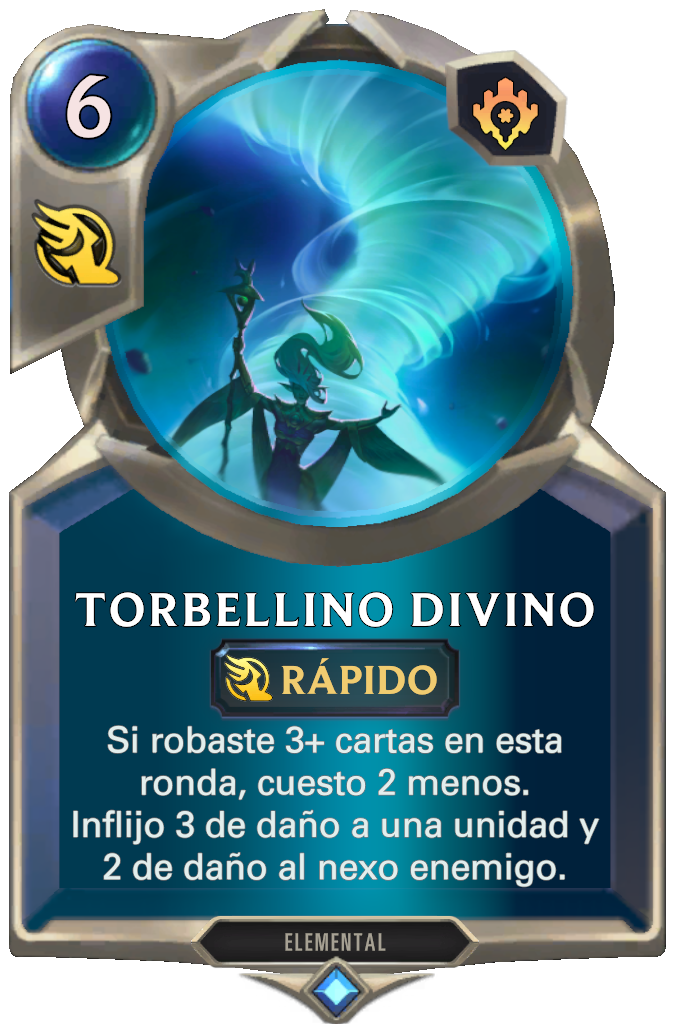 6
TORBELLINO DIVINO
RÁPIDO
Si robaste 3+ cartas en esta
ronda, cuesto 2 menos.
Inflijo 3 de daño a una unidad y
2 de daño al nexo enemigo.
ELEMENTAL